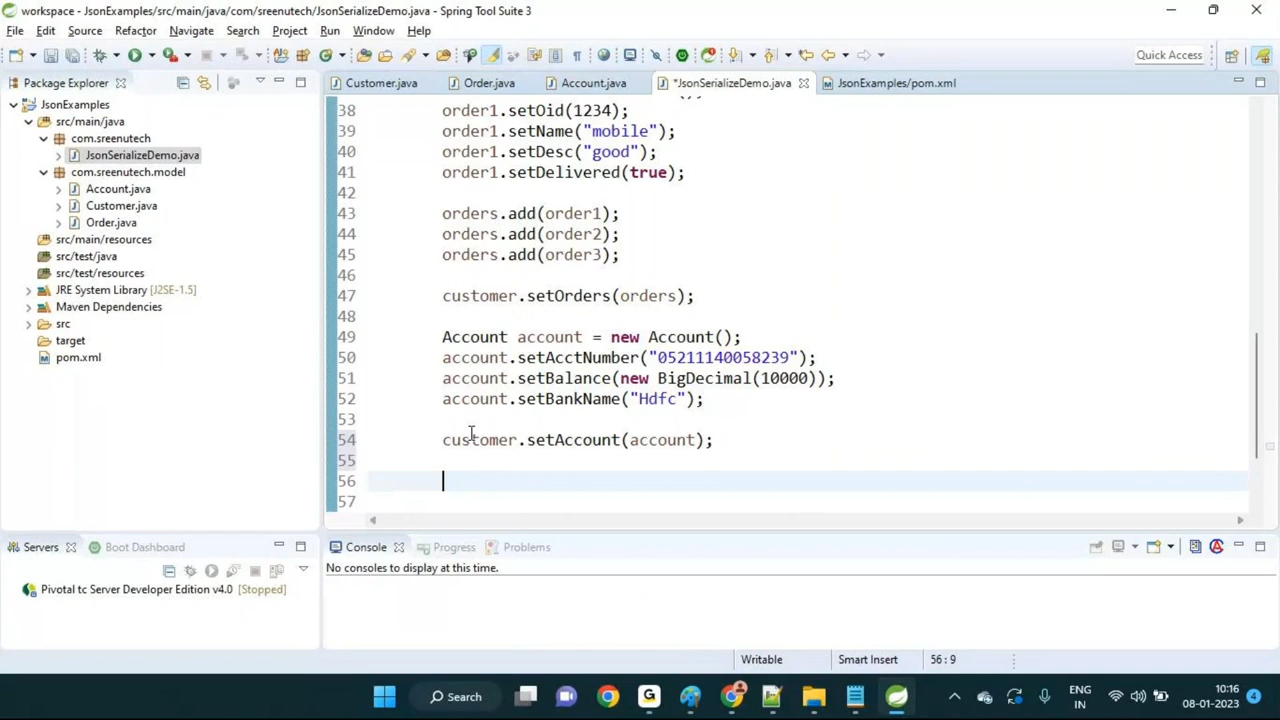 workspace - JsonExamples/src/main/java/com/sreenutech/JsonSerializeDemo.java - Spring Tool Suite 3
File Edit Source Refactor Navigate Search Project Run Window Help
Quick Access
Package Explorer
Customer.java Order.java Account.java *JsonSerializeDemo.java JsonExamples/pom.xml
JsonExamples
src/main/java
com.sreenutech
JsonSerializeDemo.java
com.sreenutech.model
Account.java
Customer.java
Order.java
src/main/resources
src/test/java
src/test/resources
JRE System Library [J2SE-1.5]
Maven Dependencies
src
target
pom.xml
38 order1.setOid(1234);
39 order1.setName("mobile");
40 order1.setDesc("good");
41 order1.setDelivered(true);
42
43 orders.add(order1);
44 orders.add(order2);
45 orders.add(order3);
46
47 customer.setOrders(orders);
48
49 Account account = new Account();
50 account.setAcctNumber("05211140058239");
51 account.setBalance(new BigDecimal(10000));
52 account.setBankName("Hdfc");
53
54 customer.setAccount(account);
55
56
57
Servers Boot Dashboard
Pivotal tc Server Developer Edition v4.0 [Stopped]
Console Progress Problems
No consoles to display at this time.
Writable Smart Insert 56 : 9
Search
ENG
IN
10:16
08-01-2023
4